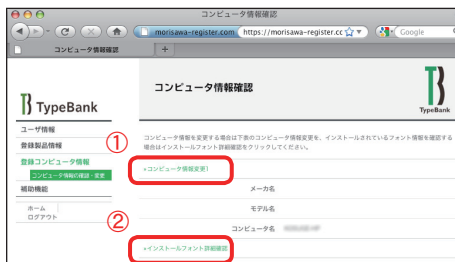 コンピュータ情報確認
morisawa-register.com
https://morisawa-register.cc
Google
コンピュータ情報確認
TypeBank
コンピュータ情報確認
TypeBank
ユーザ情報
登録製品情報
登録コンピュータ情報
コンピュータ情報の確認・変更
補助機能
ホーム
ログアウト
①
コンピュータ情報を変更する場合は下表のコンピュータ情報変更を、インストールされているフォント情報を確認する
場合はインストールフォント詳細確認をクリックしてください。
»コンピュータ情報変更1
メーカ名
モデル名
コンピュータ名
②
»インストールフォント詳細確認